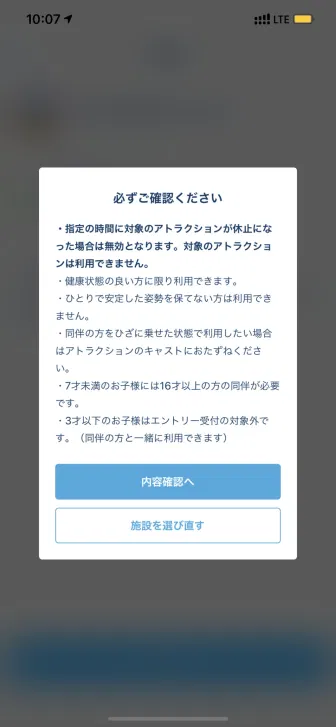 10:07
LTE
必ずご確認ください
・指定の時間に対象のアトラクションが休止にな
った場合は無効となります。対象のアトラクショ
ンは利用できません。
・健康状態の良い方に限り利用できます。
・ひとりで安定した姿勢を保てない方は利用でき
ません。
・同伴の方をひざに乗せた状態で利用したい場合
はアトラクションのキャストにおたずねくださ
い。
・7才未満のお子様には16才以上の方の同伴が必要
です。
・3才以下のお子様はエントリー受付の対象外で
す。（同伴の方と一緒に利用できます）
内容確認へ
施設を選び直す